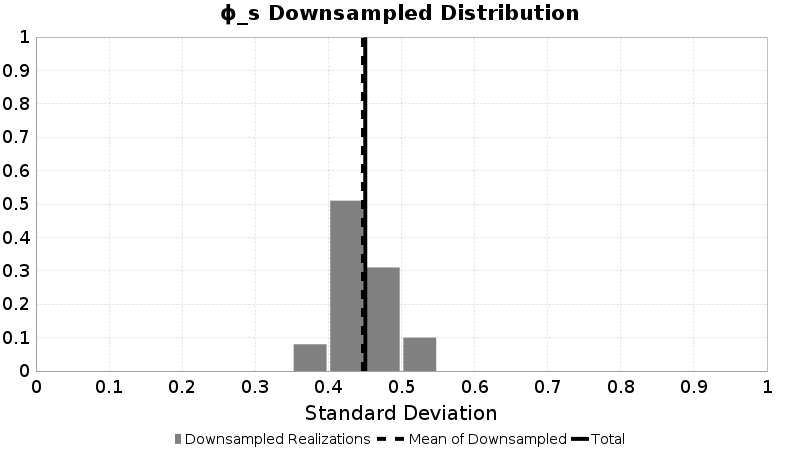 ϕ_s Downsampled Distribution
1
0.9
0.8
0.7
0.6
0.5
0.4
0.3
0.2
0.1
0
0 0.1 0.2 0.3 0.4 0.5 0.6 0.7 0.8 0.9 1
Standard Deviation
Downsampled Realizations Mean of Downsampled Total